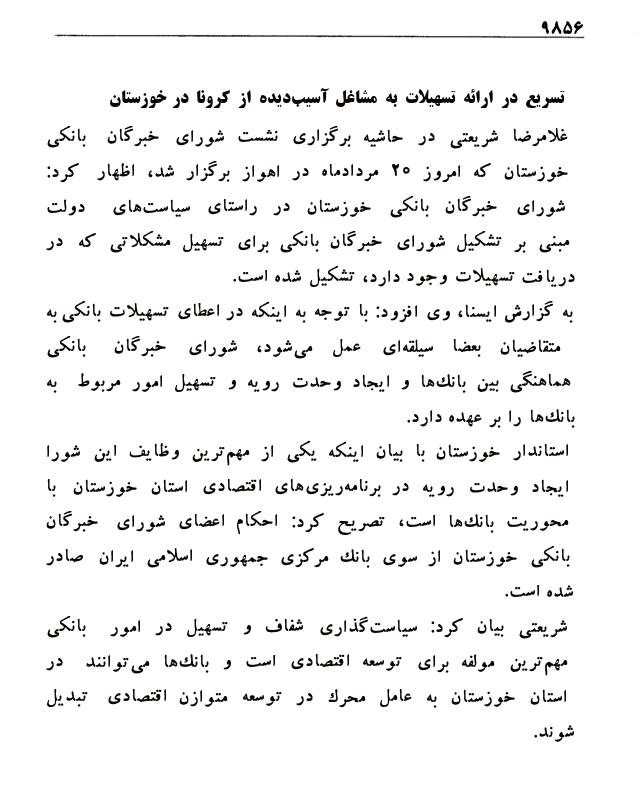 ۹۸۵۶
تسریع در ارائه تسهیلات به مشاغل آسیب‌دیده از کرونا در خوزستان
غلامرضا شریعتی در حاشیه برگزاری نشست شورای خبرگان بانکی
خوزستان که امروز ۲۰ مردادماه در اهواز برگزار شد، اظهار کرد:
شورای خبرگان بانکی خوزستان در راستای سیاست‌های دولت
مبنی بر تشکیل شورای خبرگان بانکی برای تسهیل مشکلاتی که در
دریافت تسهیلات وجود دارد، تشکیل شده است.
به گزارش ایسنا، وی افزود: با توجه به اینکه در اعطای تسهیلات بانکی به
متقاضیان بعضا سیلقه‌ای عمل می‌شود، شورای خبرگان بانکی
هماهنگی بین بانك‌ها و ایجاد وحدت رویه و تسهیل امور مربوط به
بانك‌ها را بر عهده دارد.
استاندار خوزستان با بیان اینکه یکی از مهم‌ترین وظایف این شورا
ایجاد وحدت رویه در برنامه‌ریزی‌های اقتصادی استان خوزستان با
محوریت بانك‌ها است، تصریح کرد: احکام اعضای شورای خبرگان
بانکی خوزستان از سوی بانك مرکزی جمهوری اسلامی ایران صادر
شده است.
شریعتی بیان کرد: سیاست‌گذاری شفاف و تسهیل در امور بانکی
مهم‌ترین مولفه برای توسعه اقتصادی است و بانك‌ها می‌توانند در
استان خوزستان به عامل محرك در توسعه متوازن اقتصادی تبدیل
شوند.